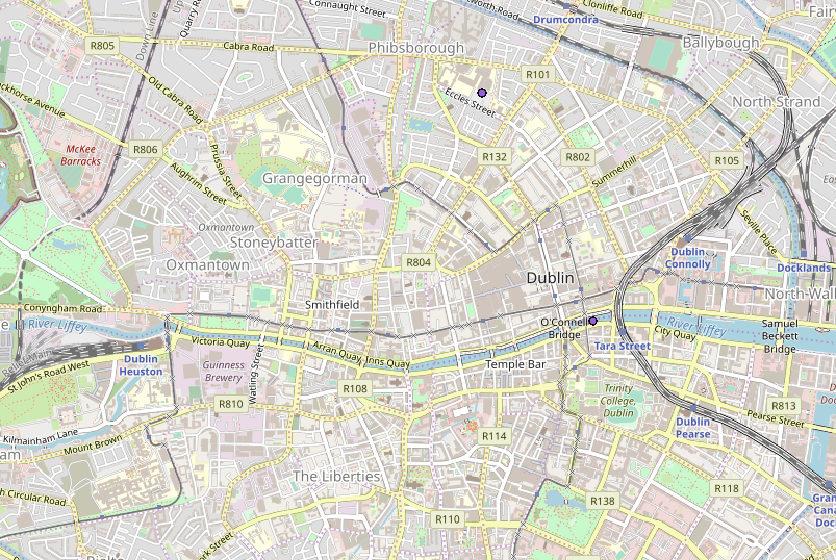 Connaught Street
Clonliffe Road
Drumcondra
R805
Cabra Road
Phibsborough
Ballybough
R101
Old Cabra Road
Eccles Street
North Strand
McKee
Barracks
R806
Prussia Street
R132
R802
R105
Aughrim Street
Grangegorman
Summerhill
Oxmantown
Stoneybatter
Seville Place
Oxmantown
R804
Dublin
Connolly
Docklands
Dublin
Conyngham Road
Smithfield
North Wall
River Liffey
O'Connell
Bridge
River Liffey
Samuel
Beckett
Bridge
Victoria Quay
City Quay
Arran Quay
Inns Quay
Tara Street
Dublin
Heuston
Guinness
Brewery
Watling Street
Temple Bar
St John's Road West
R108
Trinity
College,
Dublin
R810
R813
Pearse Street
Dublin
Pearse
Kilmainham Lane
Mount Brown
R114
The Liberties
R118
R138
R110